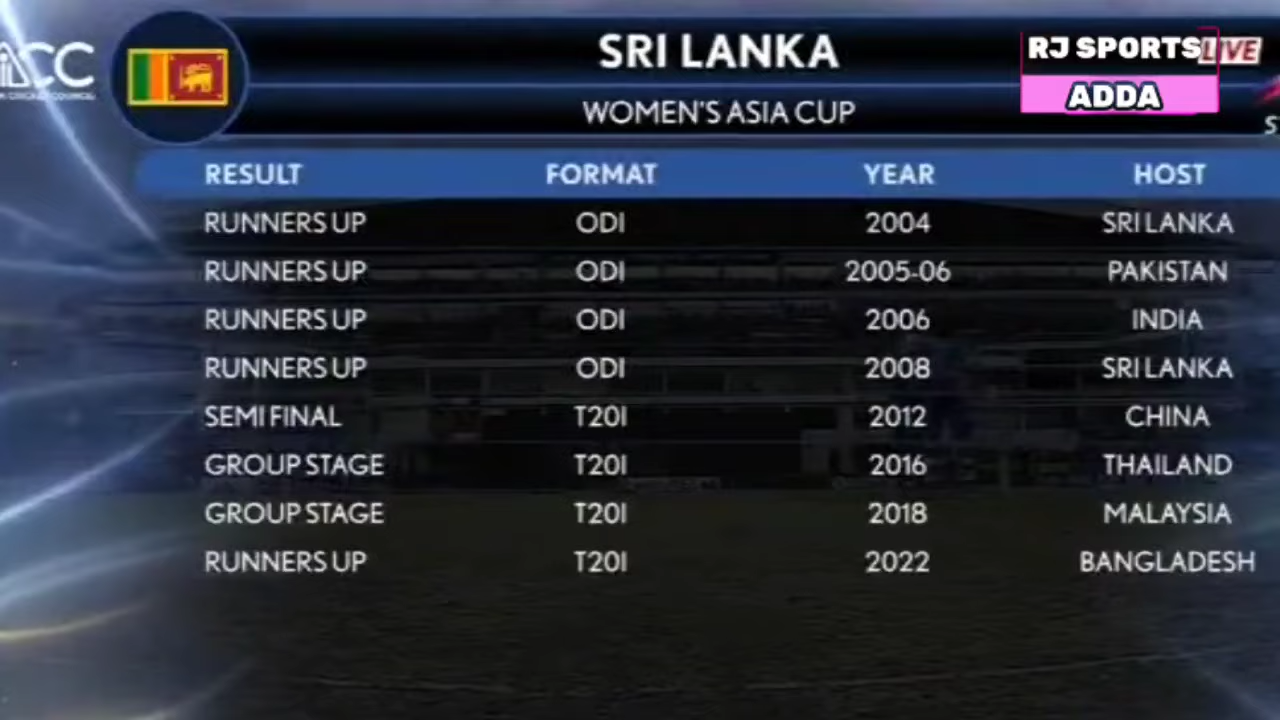 ACC
SRI LANKA
RJ SPORTS LIVE
ADDA
WOMEN'S ASIA CUP
RESULT FORMAT YEAR HOST
RUNNERS UP ODI 2004 SRI LANKA
RUNNERS UP ODI 2005-06 PAKISTAN
RUNNERS UP ODI 2006 INDIA
RUNNERS UP ODI 2008 SRI LANKA
SEMI FINAL T20I 2012 CHINA
GROUP STAGE T20I 2016 THAILAND
GROUP STAGE T20I 2018 MALAYSIA
RUNNERS UP T20I 2022 BANGLADESH